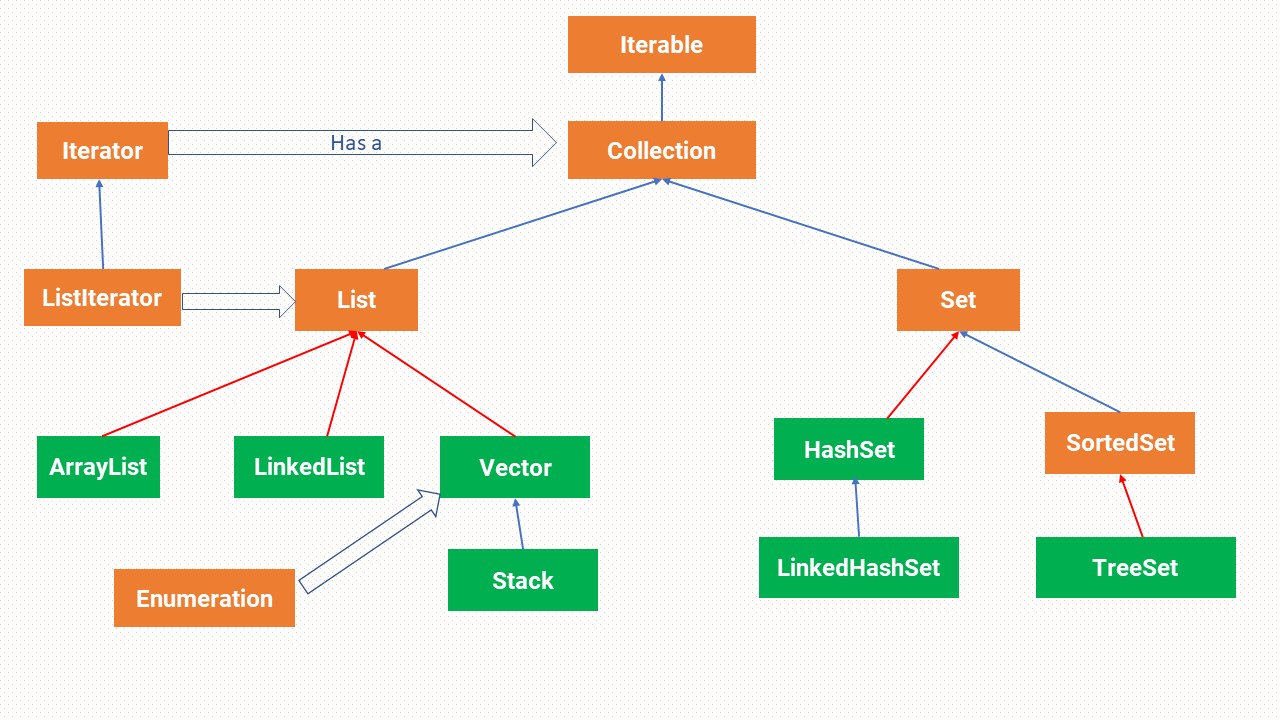 Iterable
Iterator
Has a
Collection
ListIterator
List
Set
ArrayList
LinkedList
Vector
HashSet
SortedSet
Enumeration
Stack
LinkedHashSet
TreeSet